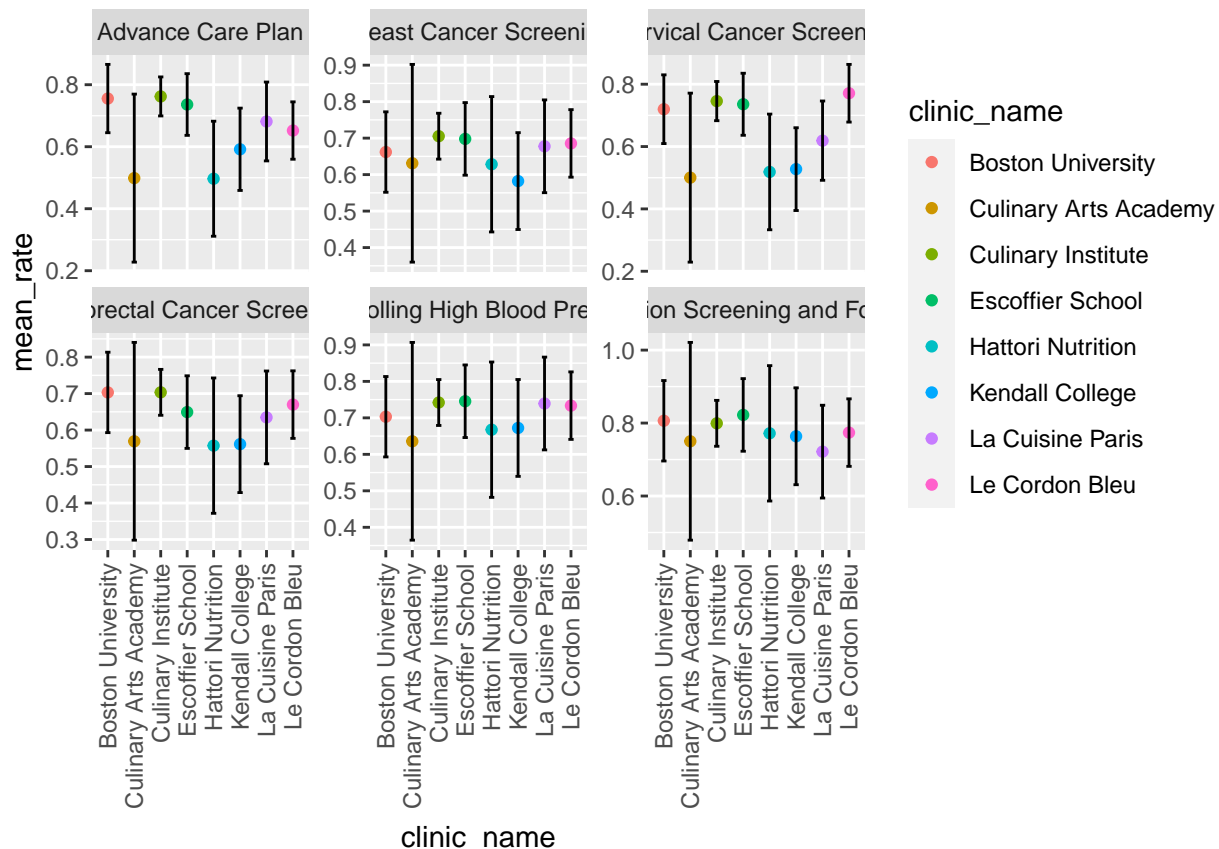 Advance Care Plan
east Cancer Screeni
rvical Cancer Screen
0.8
0.6
0.4
0.2
0.9
0.8
0.7
0.6
0.5
0.4
0.8
0.6
0.4
0.2
orectal Cancer Scree
olling High Blood Pre
ion Screening and Fo
0.8
0.7
0.6
0.5
0.4
0.3
0.9
0.8
0.7
0.6
0.5
0.4
1.0
0.8
0.6
mean_rate
Boston University
Culinary Arts Academy
Culinary Institute
Escoffier School
Hattori Nutrition
Kendall College
La Cuisine Paris
Le Cordon Bleu
Boston University
Culinary Arts Academy
Culinary Institute
Escoffier School
Hattori Nutrition
Kendall College
La Cuisine Paris
Le Cordon Bleu
Boston University
Culinary Arts Academy
Culinary Institute
Escoffier School
Hattori Nutrition
Kendall College
La Cuisine Paris
Le Cordon Bleu
clinic_name
clinic_name
Boston University
Culinary Arts Academy
Culinary Institute
Escoffier School
Hattori Nutrition
Kendall College
La Cuisine Paris
Le Cordon Bleu